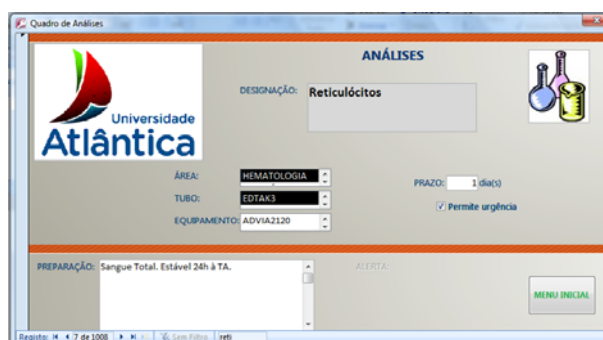 Quadro de Análises
ANÁLISES
Universidade
Atlântica
DESIGNAÇÃO: Reticulócitos
ÁREA: HEMATOLOGIA
PRAZO: 1 dia(s)
TUBO: EDTAK3
Permite urgência
EQUIPAMENTO: ADVIA2120
PREPARAÇÃO: Sangue Total. Estável 24h à TA.
ALERTA:
MENU INICIAL
Registo: 7 de 1008 Sem Filtro reti